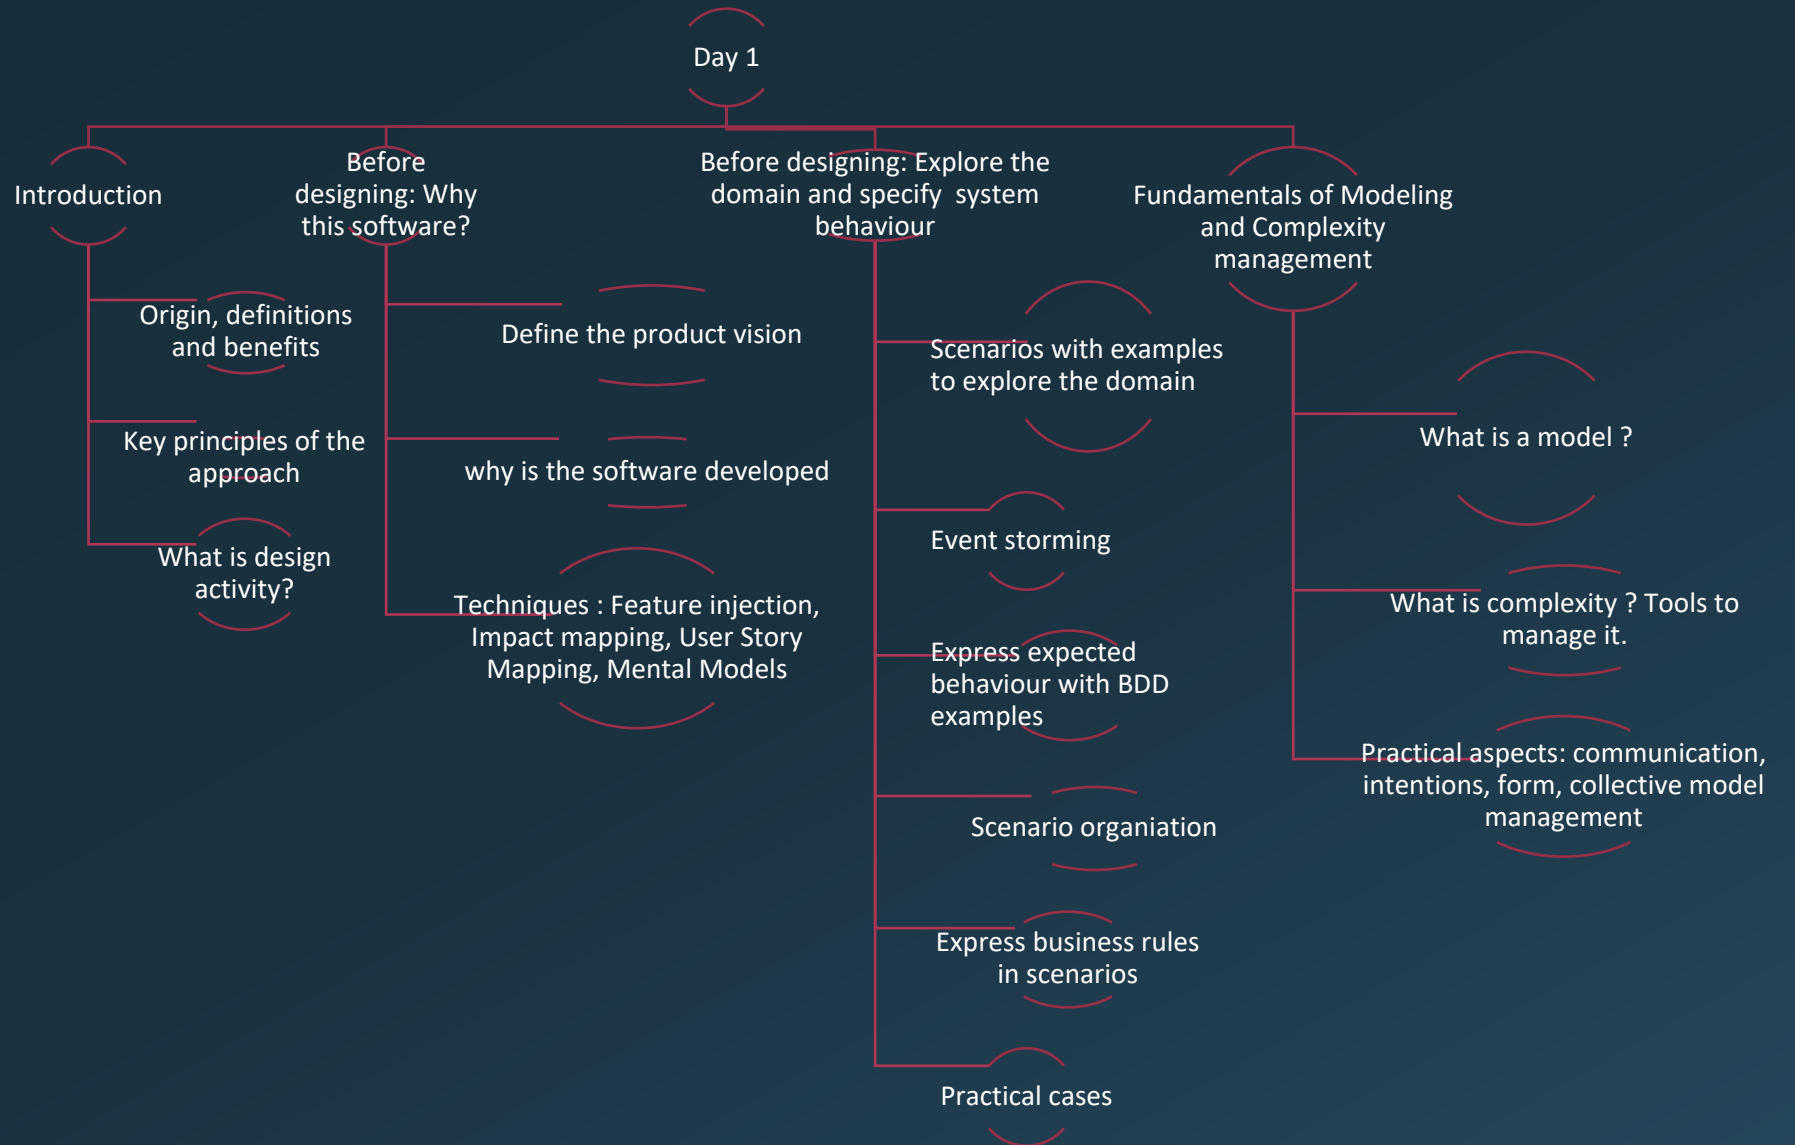 Day 1
Introduction
Origin, definitions
and benefits
Key principles of the
approach
What is design
activity?
Before
designing: Why
this software?
Define the product vision
why is the software developed
Techniques : Feature injection,
Impact mapping, User Story
Mapping, Mental Models
Before designing: Explore the
domain and specify  system
behaviour
Scenarios with examples
to explore the domain
Event storming
Express expected
behaviour with BDD
examples
Scenario organiation
Express business rules
in scenarios
Practical cases
Fundamentals of Modeling
and Complexity
management
What is a model ?
What is complexity ? Tools to
manage it.
Practical aspects: communication,
intentions, form, collective model
management